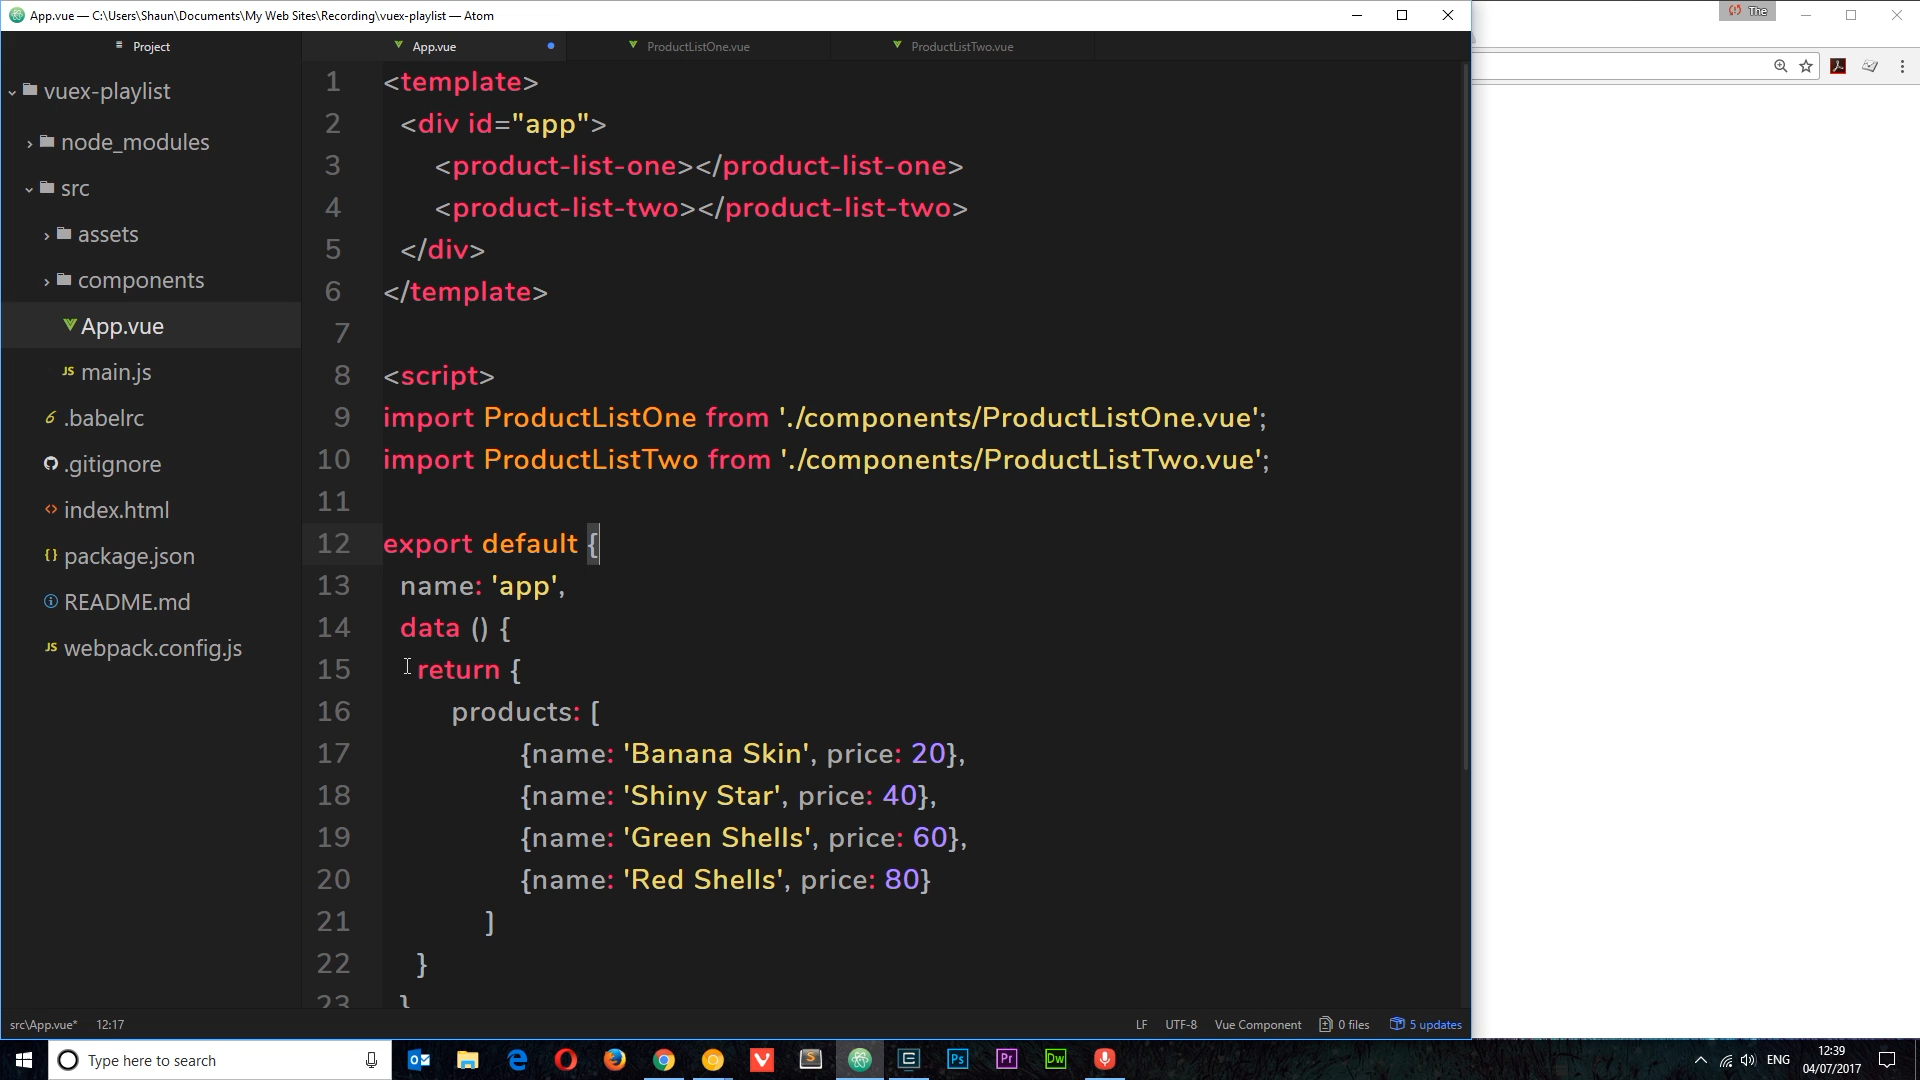 App.vue — C:\Users\Shaun\Documents\My Web Sites\Recording\vuex-playlist — Atom
The
Project
App.vue
ProductListOne.vue
ProductListTwo.vue
vuex-playlist
node_modules
src
assets
components
App.vue
JS main.js
.babelrc
.gitignore
index.html
package.json
README.md
JS webpack.config.js
1 <template>
2 <div id="app">
3 <product-list-one></product-list-one>
4 <product-list-two></product-list-two>
5 </div>
6 </template>
7
8 <script>
9 import ProductListOne from './components/ProductListOne.vue';
10 import ProductListTwo from './components/ProductListTwo.vue';
11
12 export default {
13 name: 'app',
14 data () {
15 return {
16 products: [
17 {name: 'Banana Skin', price: 20},
18 {name: 'Shiny Star', price: 40},
19 {name: 'Green Shells', price: 60},
20 {name: 'Red Shells', price: 80}
21 ]
22 }
23 }
src\App.vue* 12:17
LF UTF-8 Vue Component 0 files 5 updates
Type here to search
Ps Pr Dw
ENG
12:39
04/07/2017